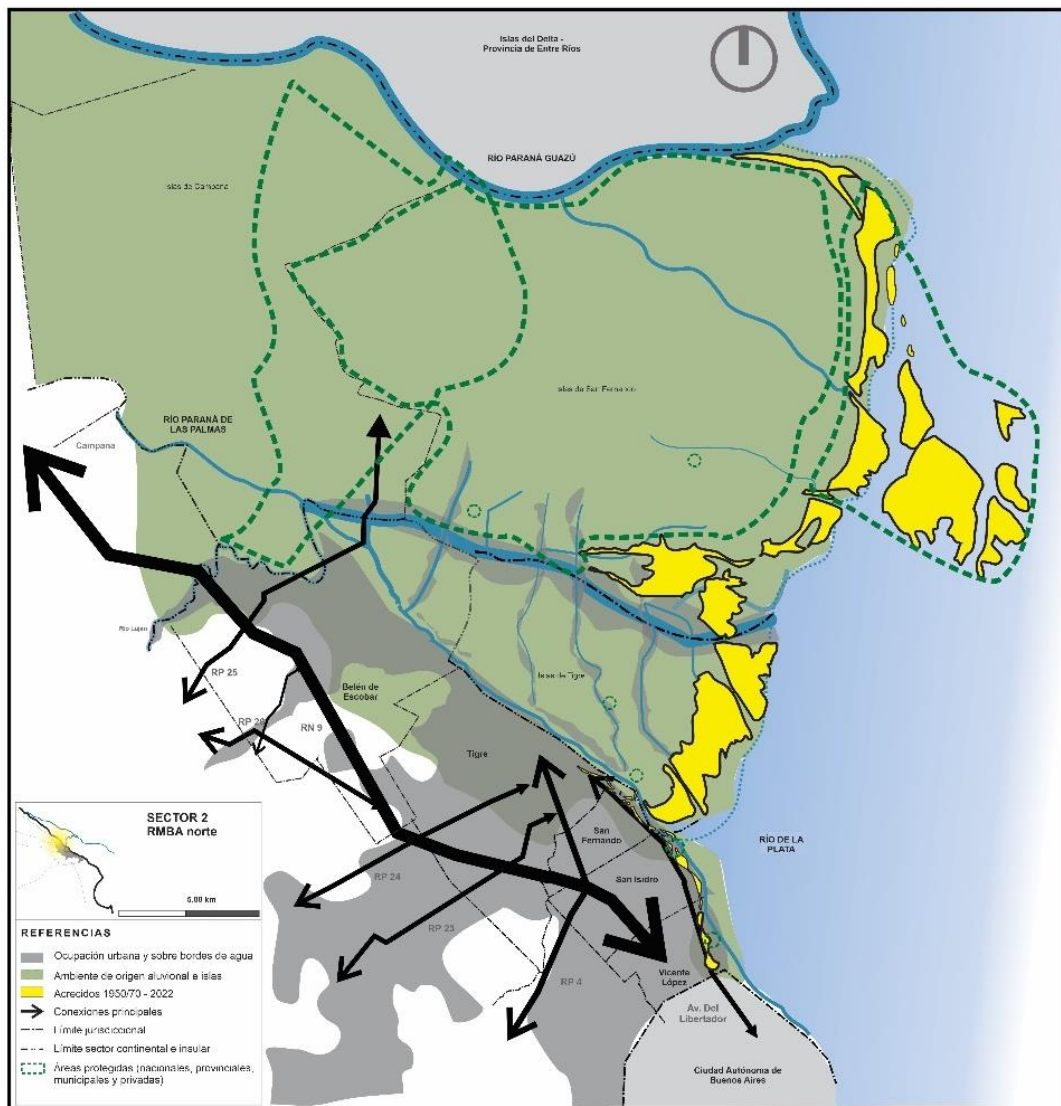 Islas del Delta -
Provincia de Entre Ríos
RÍO PARANÁ GUAZÚ
Islas de Campana
Islas de San Fernando
RÍO PARANÁ DE
LAS PALMAS
Campana
Río Luján
RP 25
Belén de
Escobar
RP 26
RN 9
Islas de Tigre
Tigre
San
Fernando
San Isidro
RÍO DE LA
PLATA
RP 24
RP 23
RP 4
Vicente
López
Av. Del
Libertador
Ciudad Autónoma de
Buenos Aires
SECTOR 2
RMBA norte
5.00 km
REFERENCIAS
Ocupación urbana y sobre bordes de agua
Ambiente de origen aluvional e islas
Acrecidos 1950/70 - 2022
Conexiones principales
Límite jurisdiccional
Límite sector continental e insular
Áreas protegidas (nacionales, provinciales,
municipales y privadas)